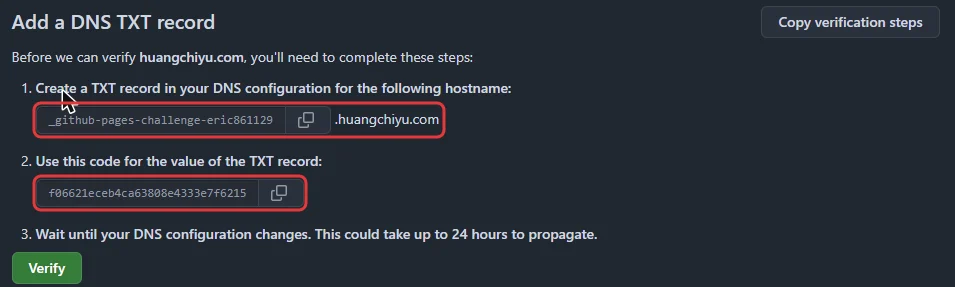 Add a DNS TXT record
Copy verification steps
Before we can verify huangchiyu.com, you'll need to complete these steps:
1. Create a TXT record in your DNS configuration for the following hostname:
_github-pages-challenge-eric861129 .huangchiyu.com
2. Use this code for the value of the TXT record:
f06621eceb4ca63808e4333e7f6215
3. Wait until your DNS configuration changes. This could take up to 24 hours to propagate.
Verify